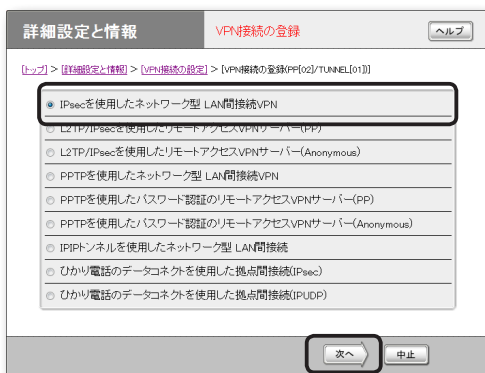 詳細設定と情報
VPN接続の登録
ヘルプ
[トップ] > [詳細設定と情報] > [VPN接続の設定] > [VPN接続の登録(PP[02]/TUNNEL[01])]
IPsecを使用したネットワーク型 LAN間接続VPN
L2TP/IPsecを使用したリモートアクセスVPNサーバー(PP)
L2TP/IPsecを使用したリモートアクセスVPNサーバー(Anonymous)
PPTPを使用したネットワーク型 LAN間接続VPN
PPTPを使用したパスワード認証のリモートアクセスVPNサーバー(PP)
PPTPを使用したパスワード認証のリモートアクセスVPNサーバー(Anonymous)
IPIPトンネルを使用したネットワーク型 LAN間接続
ひかり電話のデータコネクトを使用した拠点間接続(IPsec)
ひかり電話のデータコネクトを使用した拠点間接続(IPUDP)
次へ
中止